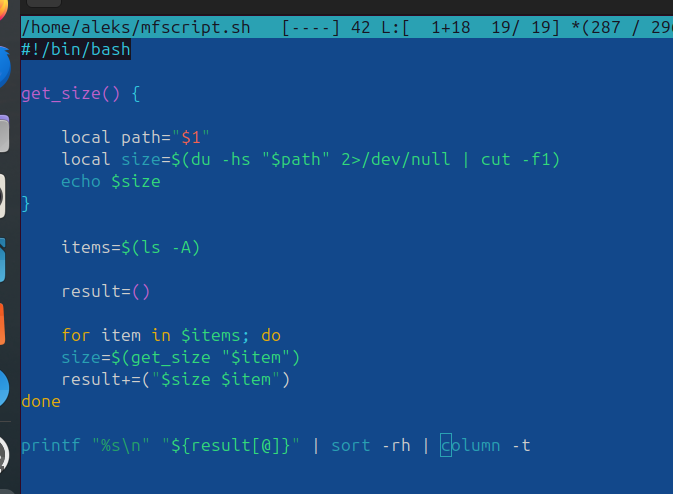 /home/aleks/mfscript.sh   [----] 42 L:[  1+18  19/ 19] *(287 / 29
#!/bin/bash
get_size() {
    local path="$1"
    local size=$(du -hs "$path" 2>/dev/null | cut -f1)
    echo $size
}
    items=$(ls -A)
    result=()
    for item in $items; do
    size=$(get_size "$item")
    result+=("$size $item")
done
printf "%s\n" "${result[@]}" | sort -rh | column -t